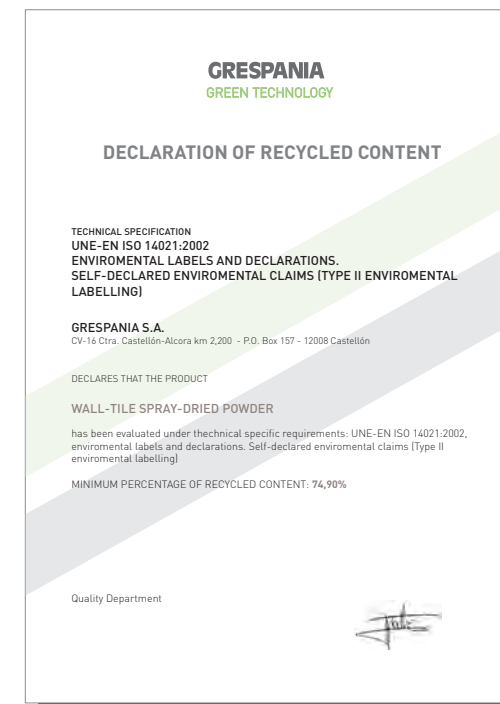 GRESPANIA
GREEN TECHNOLOGY
DECLARATION OF RECYCLED CONTENT
TECHNICAL SPECIFICATION
UNE-EN ISO 14021:2002
ENVIROMENTAL LABELS AND DECLARATIONS.
SELF-DECLARED ENVIROMENTAL CLAIMS (TYPE II ENVIROMENTAL
LABELLING)
GRESPANIA S.A.
CV-16 Ctra. Castellón-Alcora km 2,200 - P.O. Box 157 - 12008 Castellón
DECLARES THAT THE PRODUCT
WALL-TILE SPRAY-DRIED POWDER
has been evaluated under thechnical specific requirements: UNE-EN ISO 14021:2002,
enviromental labels and declarations. Self-declared enviromental claims (Type II
enviromental labelling)
MINIMUM PERCENTAGE OF RECYCLED CONTENT: 74,90%
Quality Department